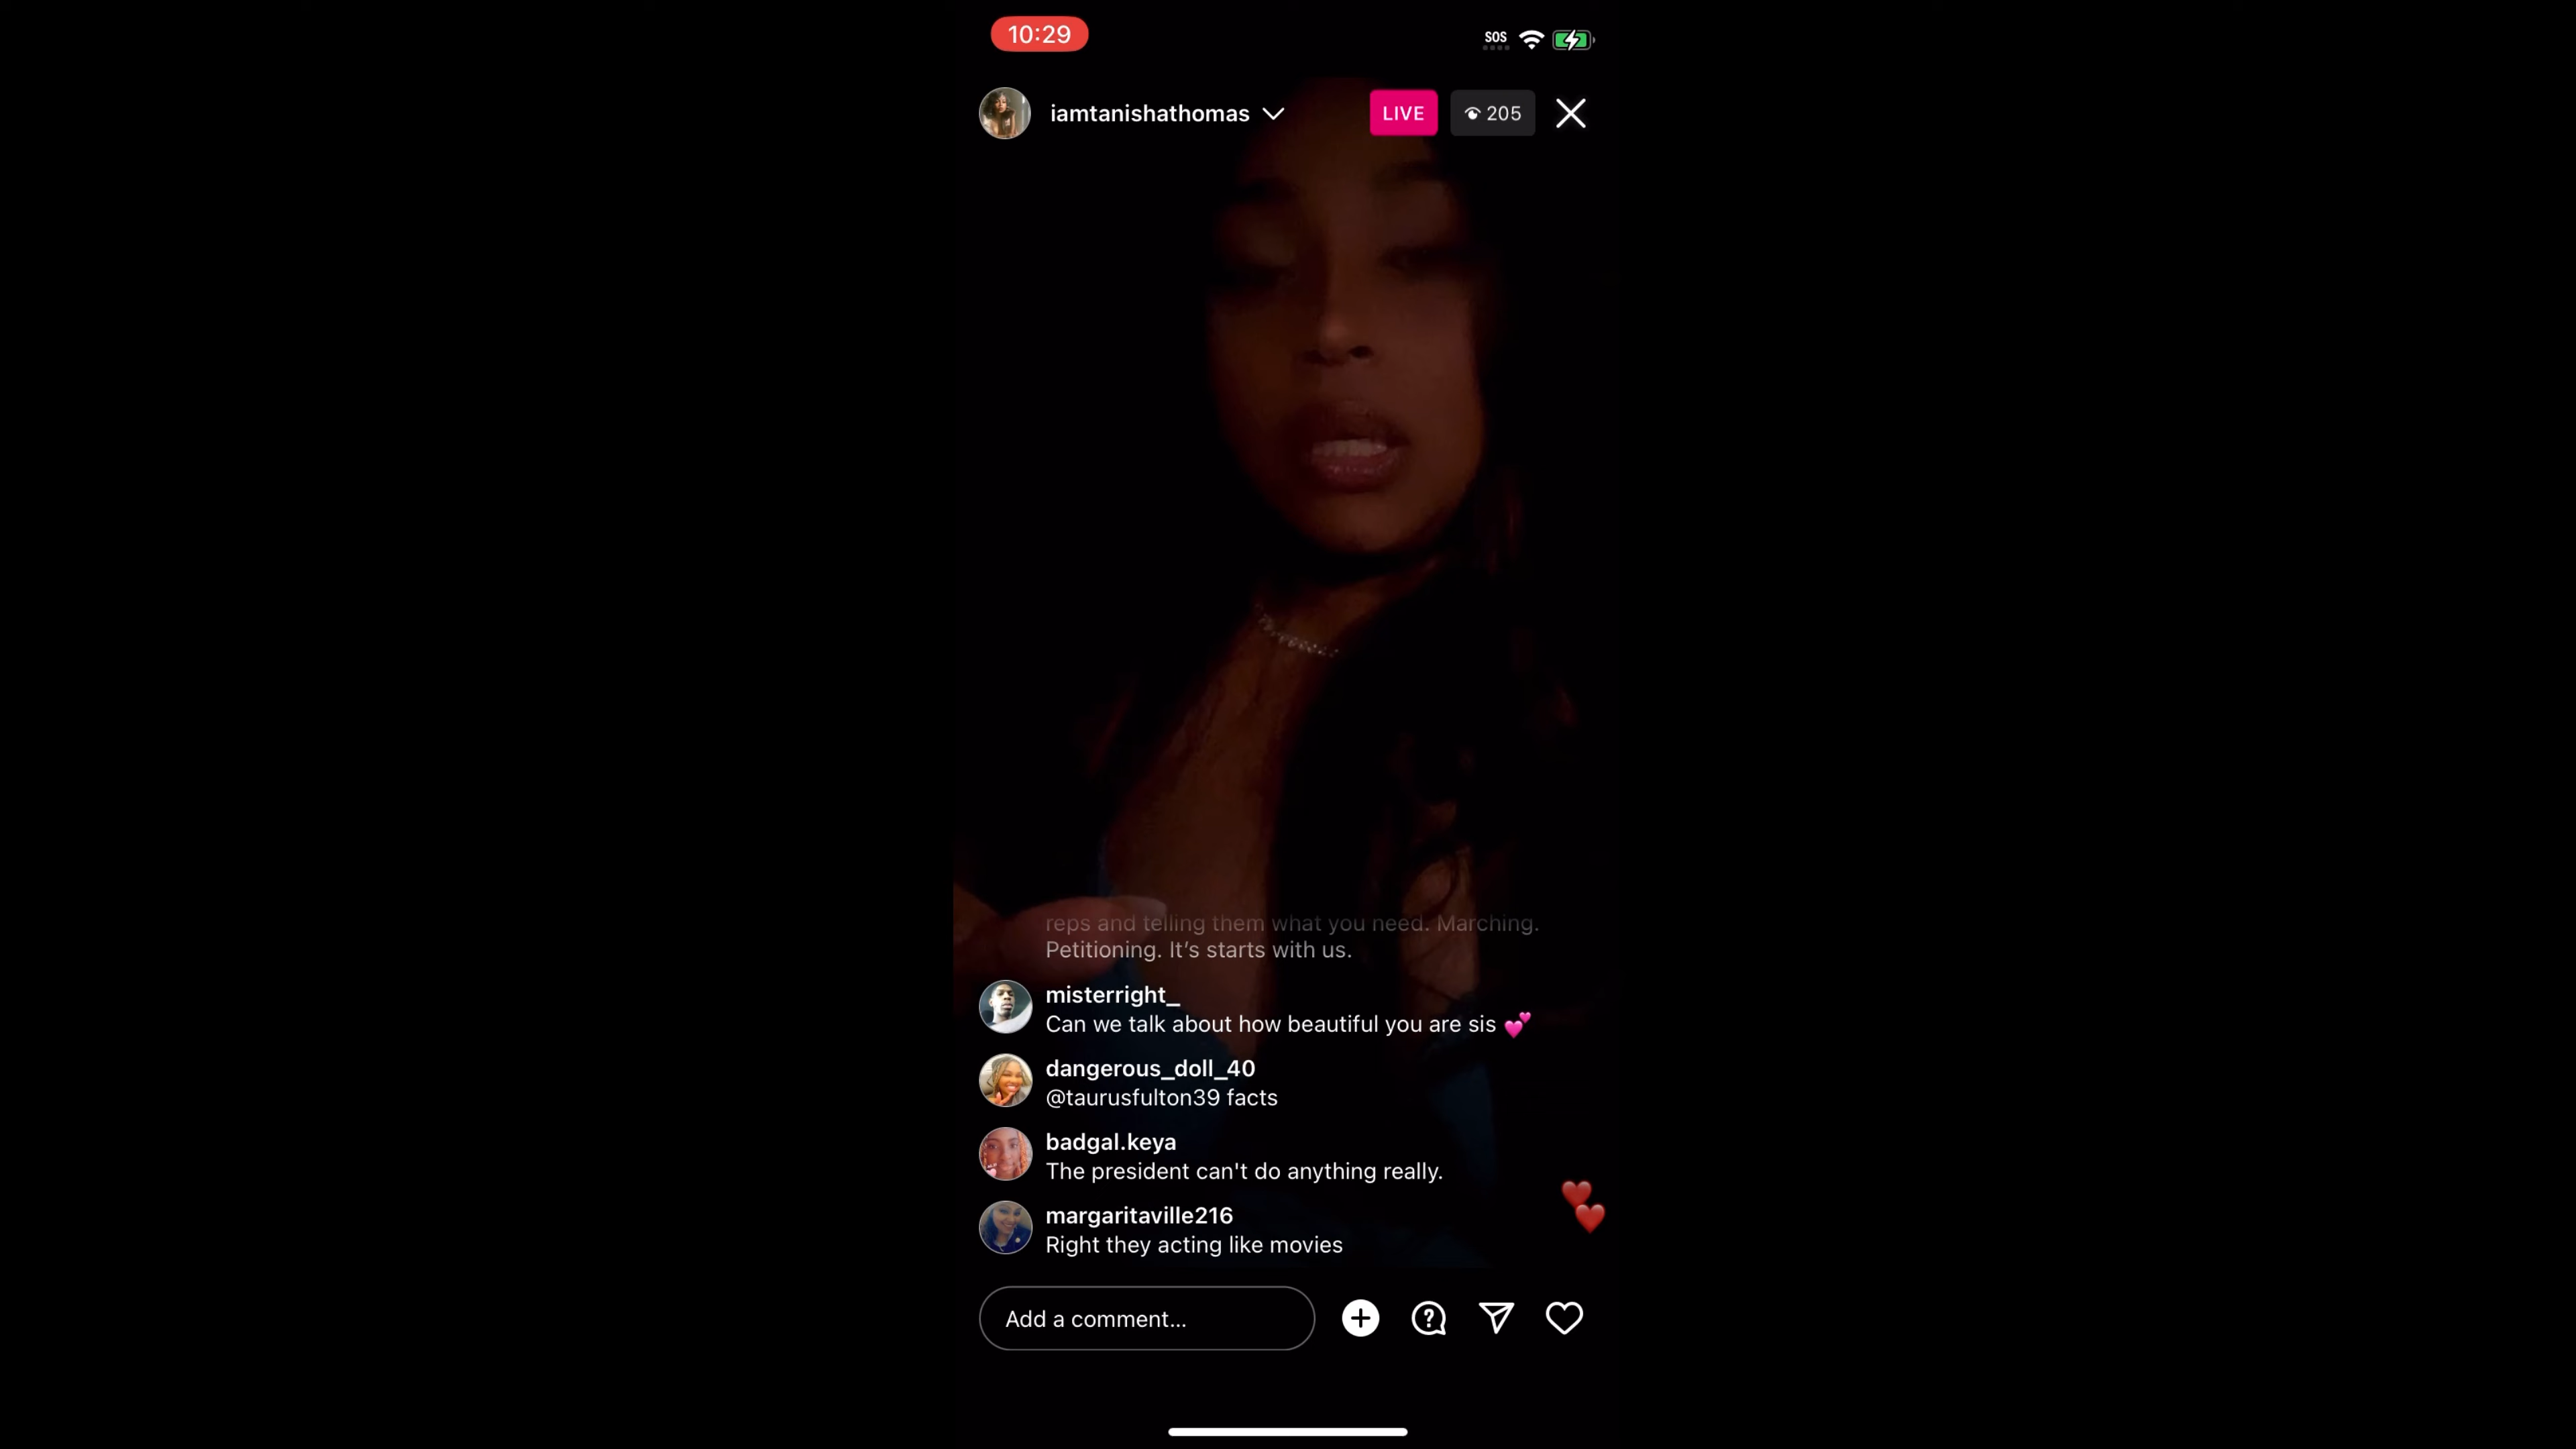 10:29
SOS
iamtanishathomas
LIVE
205
reps and telling them what you need. Marching.
Petitioning. It’s starts with us.
misterright_
Can we talk about how beautiful you are sis 💕
dangerous_doll_40
@taurusfulton39 facts
badgal.keya
The president can't do anything really.
margaritaville216
Right they acting like movies
Add a comment...